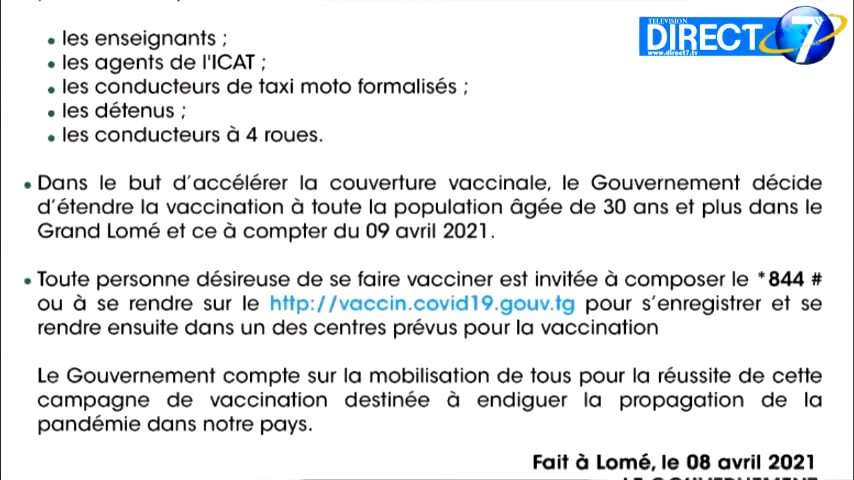 TELEVISION
DIRECT 7
www.direct7.tv
• les enseignants ;
• les agents de l'ICAT ;
• les conducteurs de taxi moto formalisés ;
• les détenus ;
• les conducteurs à 4 roues.
• Dans le but d'accélérer la couverture vaccinale, le Gouvernement décide
d'étendre la vaccination à toute la population âgée de 30 ans et plus dans le
Grand Lomé et ce à compter du 09 avril 2021.
• Toute personne désireuse de se faire vacciner est invitée à composer le *844 #
ou à se rendre sur le http://vaccin.covid19.gouv.tg pour s'enregistrer et se
rendre ensuite dans un des centres prévus pour la vaccination
Le Gouvernement compte sur la mobilisation de tous pour la réussite de cette
campagne de vaccination destinée à endiguer la propagation de la
pandémie dans notre pays.
Fait à Lomé, le 08 avril 2021
LE GOUVERNEMENT